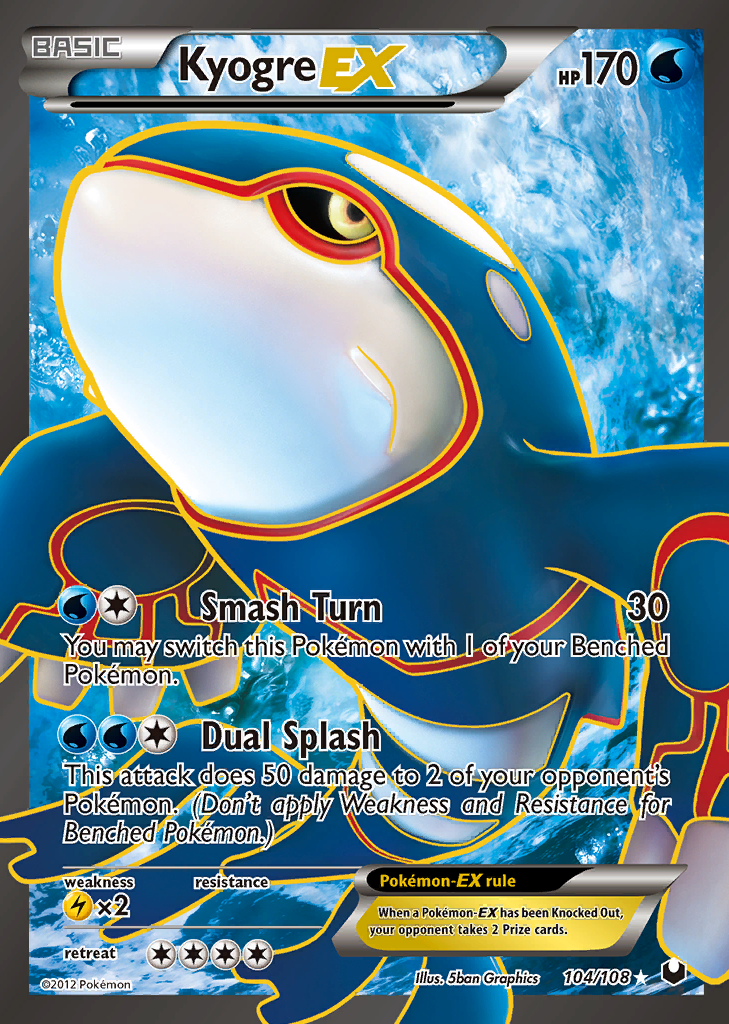 BASIC
Kyogre EX
HP170
Smash Turn 30
You may switch this Pokémon with 1 of your Benched
Pokémon.
Dual Splash
This attack does 50 damage to 2 of your opponent's
Pokémon. (Don't apply Weakness and Resistance for
Benched Pokémon.)
weakness resistance
×2
retreat
Pokémon-EX rule
When a Pokémon-EX has been Knocked Out,
your opponent takes 2 Prize cards.
©2012 Pokémon
Illus. 5ban Graphics 104/108